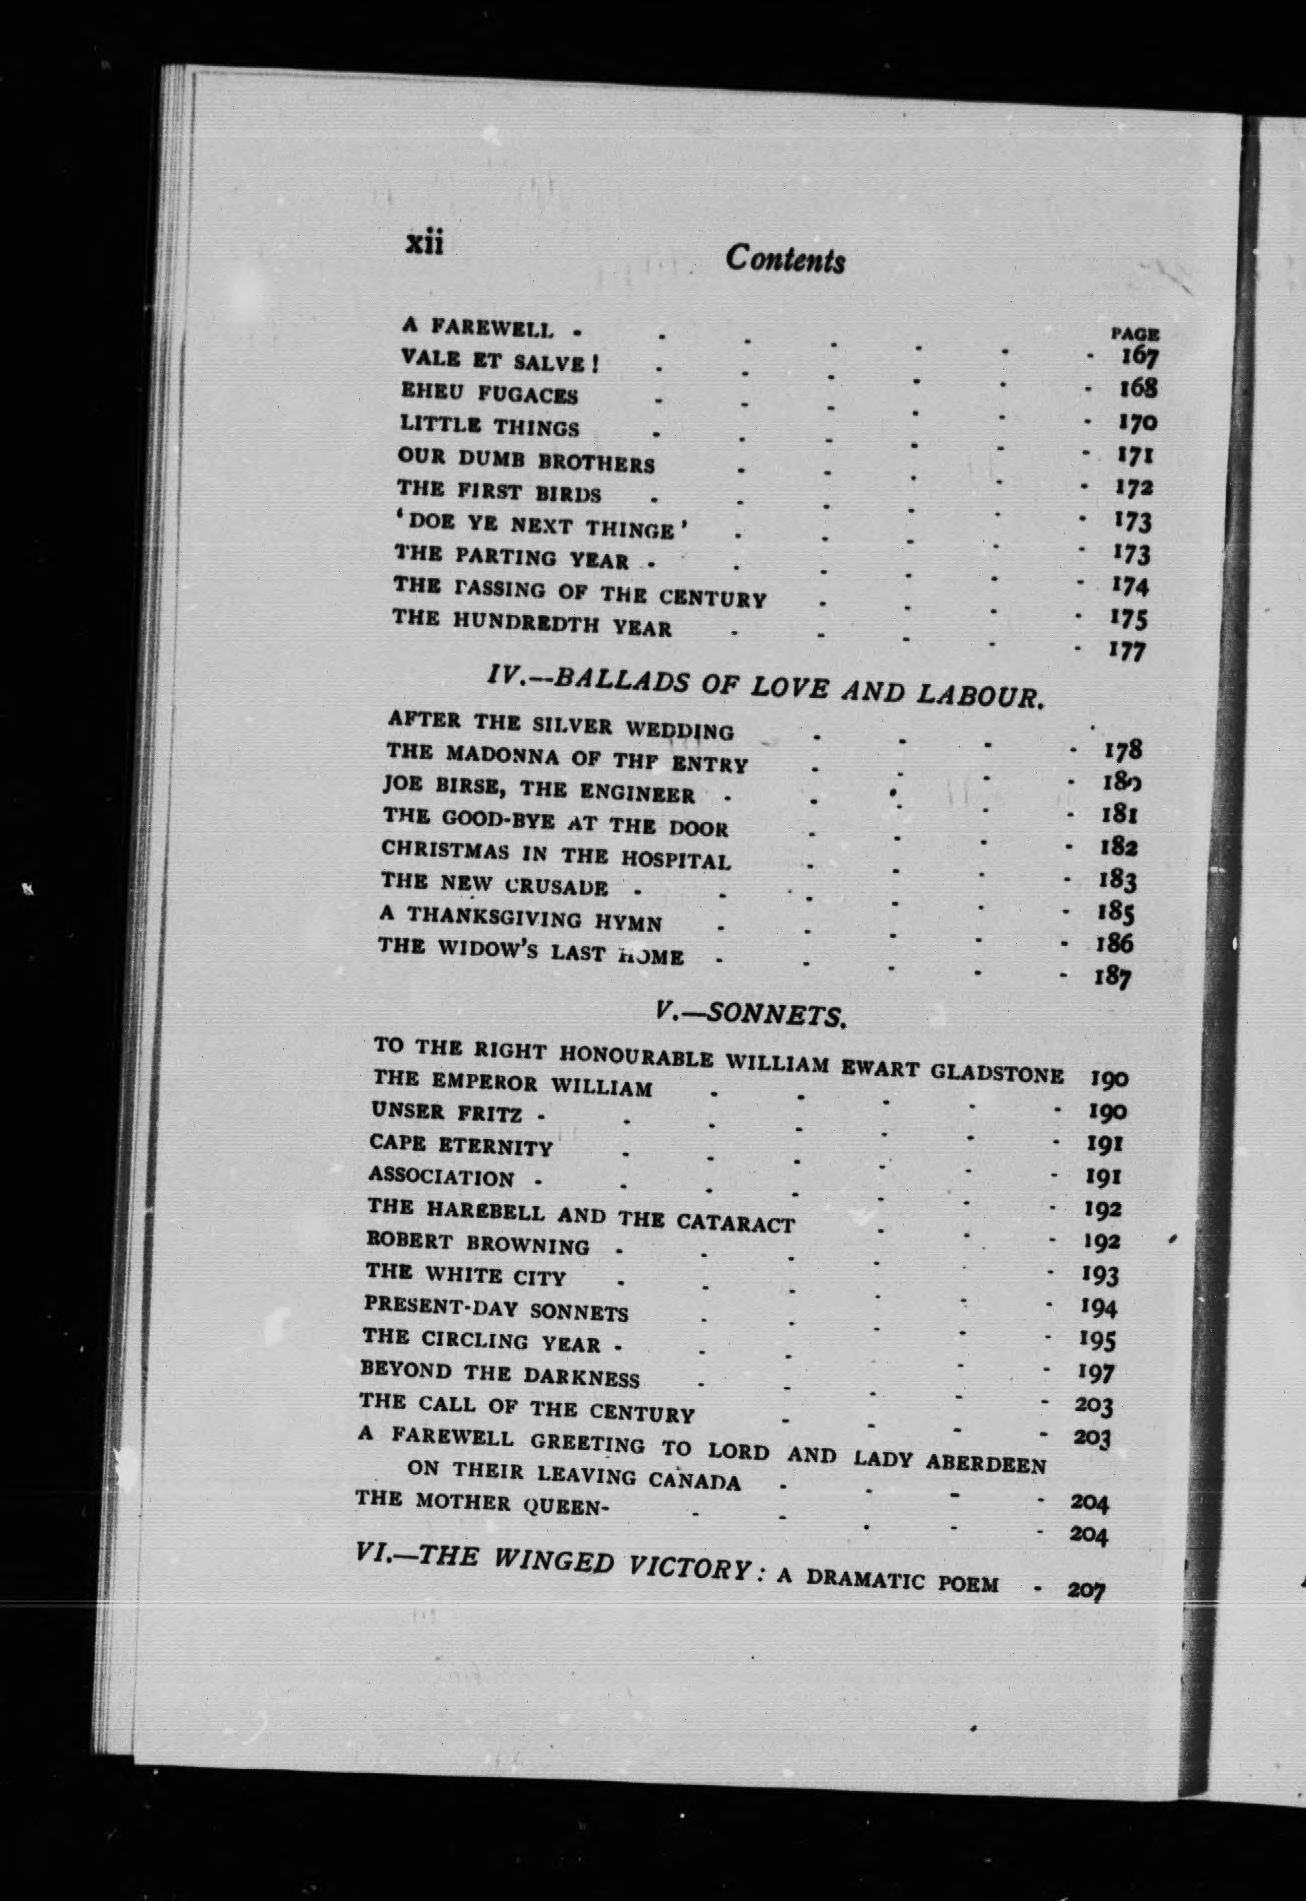 xii
Contents
PAGE
A FAREWELL - - - - - - - 167
VALE ET SALVE! - - - - - - 168
EHEU FUGACES - - - - - - 170
LITTLE THINGS - - - - - - 171
OUR DUMB BROTHERS - - - - - 172
THE FIRST BIRDS - - - - - - 173
'DOE YE NEXT THINGE' - - - - - 173
THE PARTING YEAR - - - - - - 174
THE PASSING OF THE CENTURY - - - - 175
THE HUNDREDTH YEAR - - - - - 177
IV.—BALLADS OF LOVE AND LABOUR.
AFTER THE SILVER WEDDING - - - - 178
THE MADONNA OF THE ENTRY - - - - 180
JOE BIRSE, THE ENGINEER - - - - - 181
THE GOOD-BYE AT THE DOOR - - - - 182
CHRISTMAS IN THE HOSPITAL - - - - 183
THE NEW CRUSADE - - - - - - 185
A THANKSGIVING HYMN - - - - - 186
THE WIDOW'S LAST HOME - - - - - 187
V.—SONNETS.
TO THE RIGHT HONOURABLE WILLIAM EWART GLADSTONE 190
THE EMPEROR WILLIAM - - - - - 190
UNSER FRITZ - - - - - - - 191
CAPE ETERNITY - - - - - - 191
ASSOCIATION - - - - - - - 192
THE HAREBELL AND THE CATARACT - - - 192
ROBERT BROWNING - - - - - - 193
THE WHITE CITY - - - - - - 194
PRESENT-DAY SONNETS - - - - - 195
THE CIRCLING YEAR - - - - - - 197
BEYOND THE DARKNESS - - - - - 203
THE CALL OF THE CENTURY - - - - 203
A FAREWELL GREETING TO LORD AND LADY ABERDEEN
ON THEIR LEAVING CANADA - - - - 204
THE MOTHER QUEEN- - - - - - 204
VI.—THE WINGED VICTORY: A DRAMATIC POEM - 207